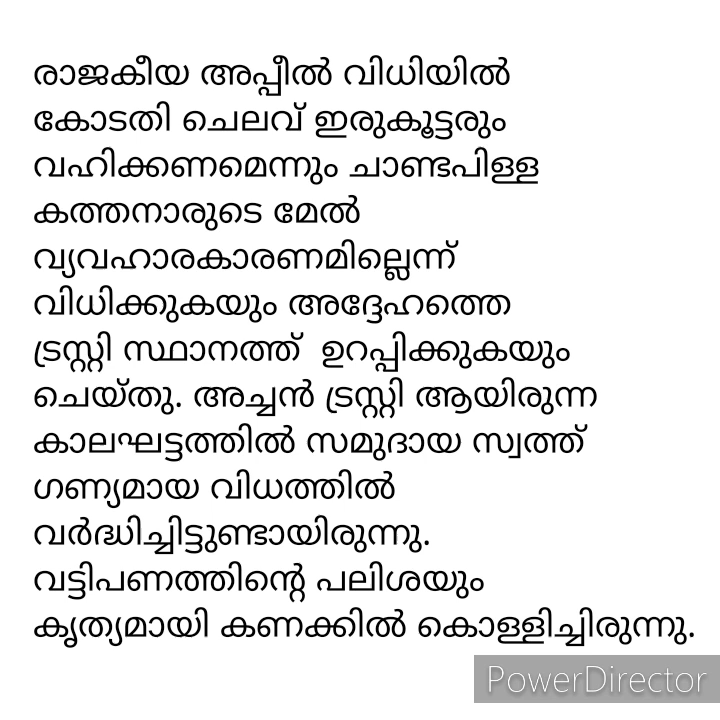 രാജകീയ അപ്പീൽ വിധിയിൽ
കോടതി ചെലവ് ഇരുകൂട്ടരും
വഹിക്കണമെന്നും ചാണ്ടപിള്ള
കത്തനാരുടെ മേൽ
വ്യവഹാരകാരണമില്ലെന്ന്
വിധിക്കുകയും അദ്ദേഹത്തെ
ട്രസ്റ്റി സ്ഥാനത്ത്  ഉറപ്പിക്കുകയും
ചെയ്തു. അച്ചൻ ട്രസ്റ്റി ആയിരുന്ന
കാലഘട്ടത്തിൽ സമുദായ സ്വത്ത്
ഗണ്യമായ വിധത്തിൽ
വർദ്ധിച്ചിട്ടുണ്ടായിരുന്നു.
വട്ടിപണത്തിന്റെ പലിശയും
കൃത്യമായി കണക്കിൽ കൊള്ളിച്ചിരുന്നു.
PowerDirector